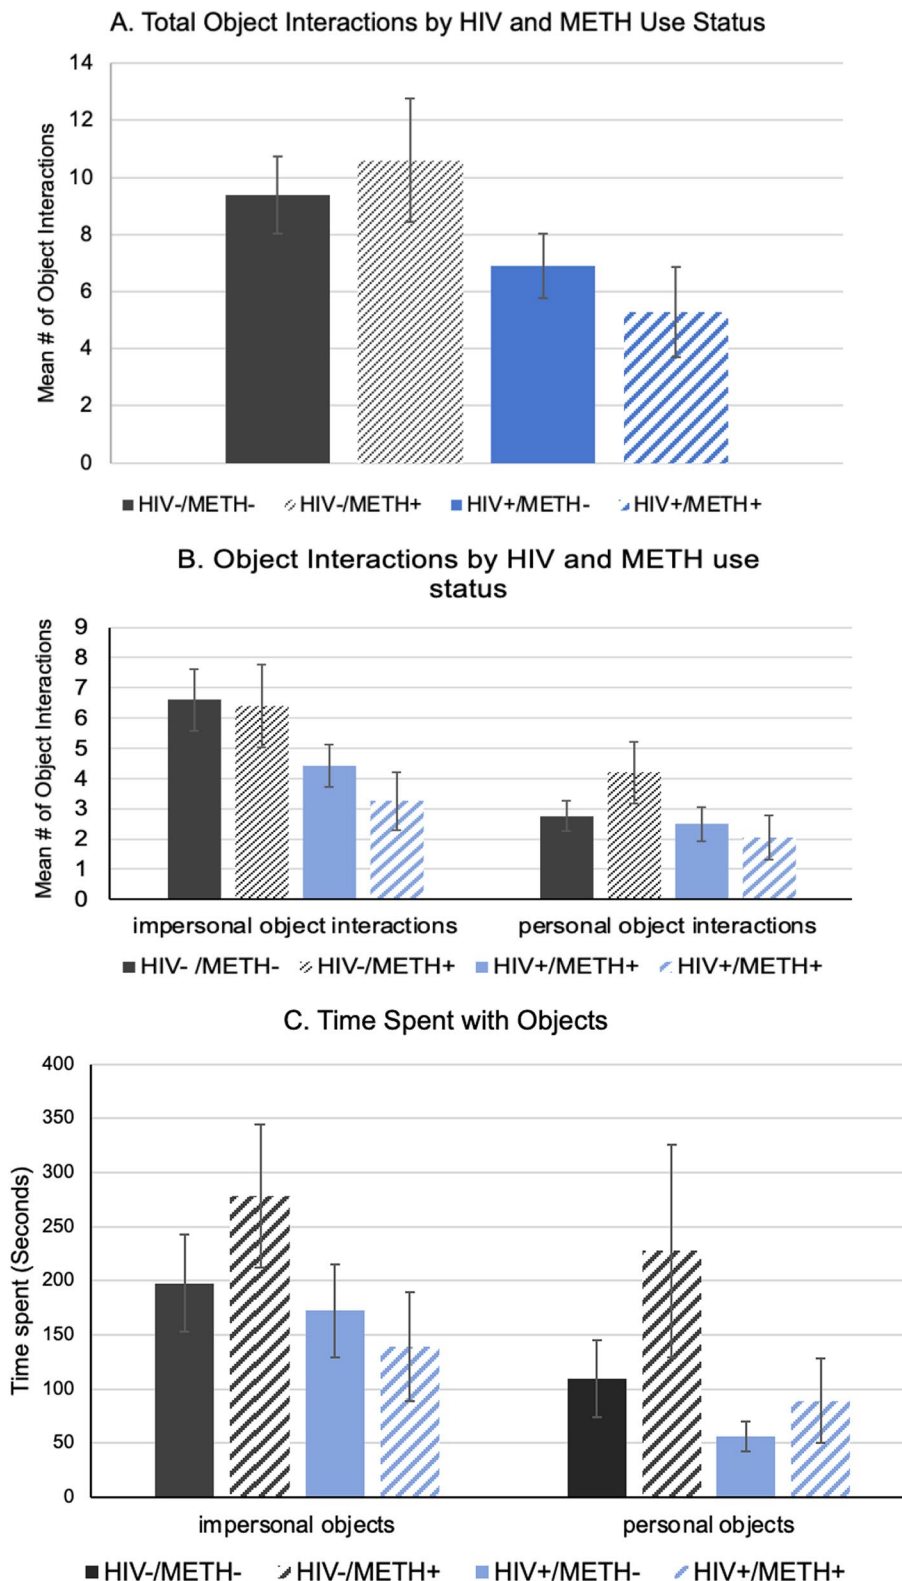 A. Total Object Interactions by HIV and METH Use Status
Mean # of Object Interactions
14
12
10
8
6
4
2
0
HIV-/METH- HIV-/METH+ HIV+/METH- HIV+/METH+
B. Object Interactions by HIV and METH use
status
Mean # of Object Interactions
9
8
7
6
5
4
3
2
1
0
impersonal object interactions personal object interactions
HIV- /METH- HIV-/METH+ HIV+/METH+ HIV+/METH+
C. Time Spent with Objects
Time spent (Seconds)
400
350
300
250
200
150
100
50
0
impersonal objects personal objects
HIV-/METH- HIV-/METH+ HIV+/METH- HIV+/METH+